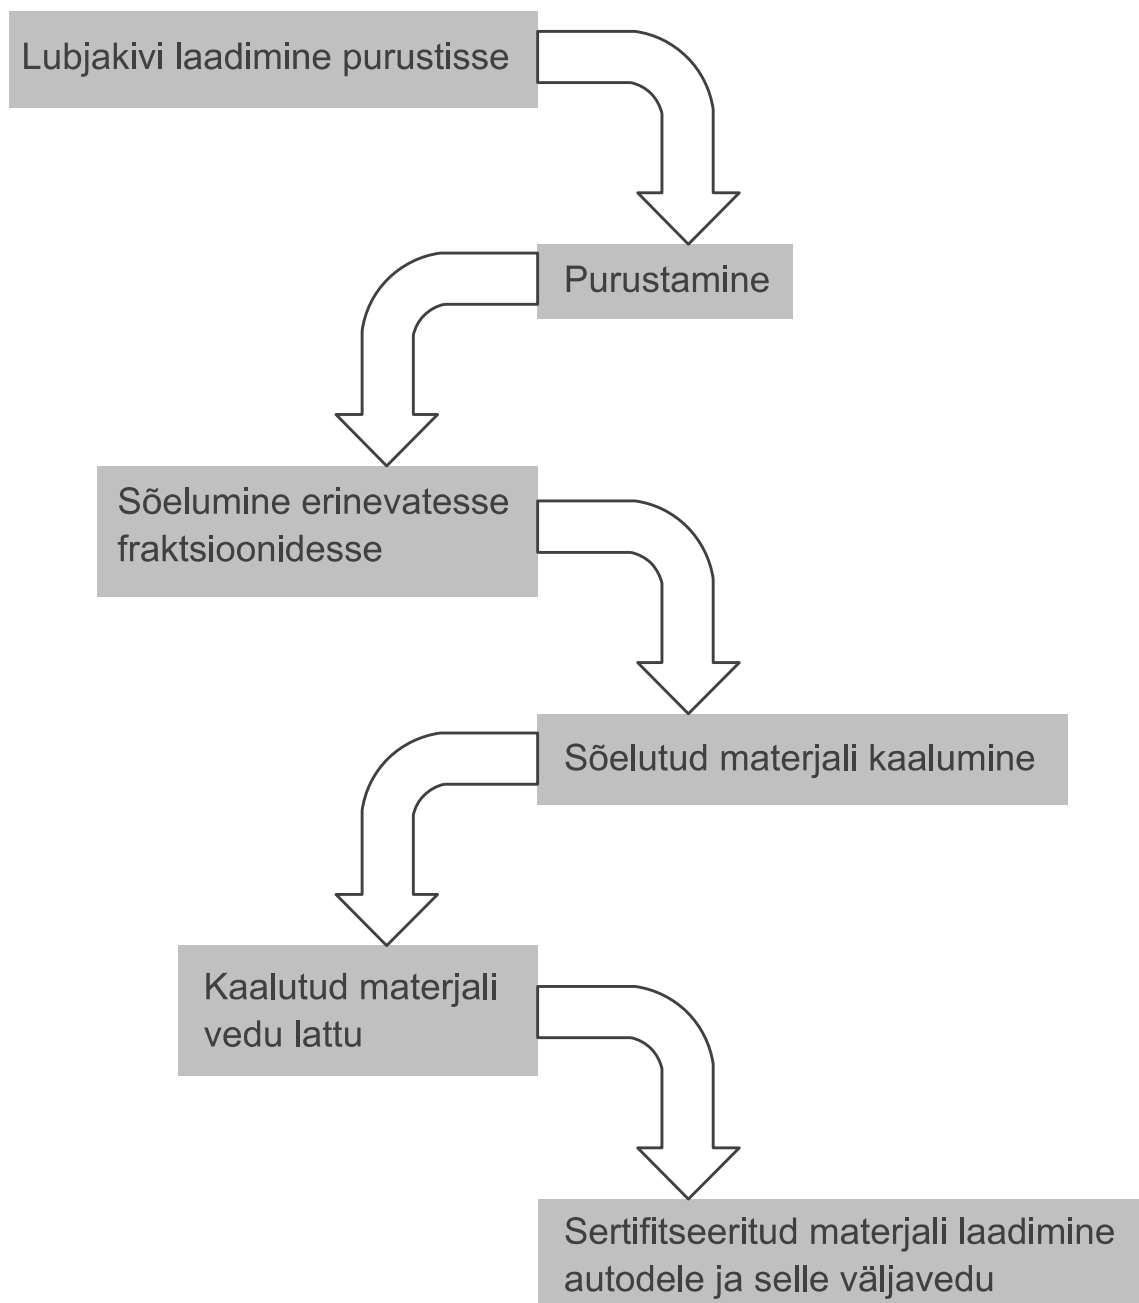 Lubjakivi laadimine purustisse
Purustamine
Sõelumine erinevatesse
fraktsioonidesse
Sõelutud materjali kaalumine
Kaalutud materjali
vedu lattu
Sertifitseeritud materjali laadimine
autodele ja selle väljavedu